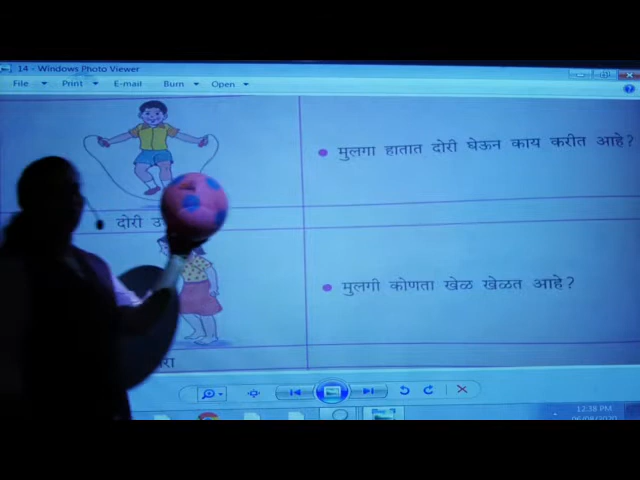 14 - Windows Photo Viewer
File Print E-mail Burn Open
मुलगा हातात दोरी घेऊन काय करीत आहे?
दोरी
मुलगी कोणता खेळ खेळत आहे?
12:38 PM